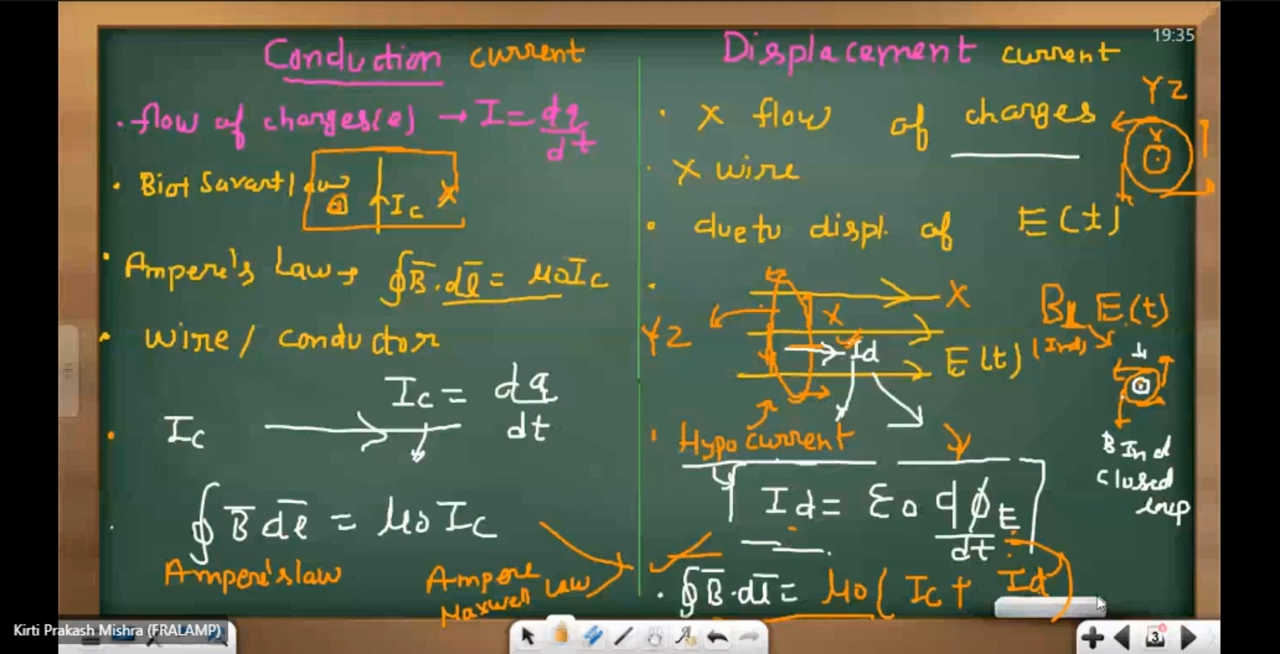 19:35
Conduction current
• flow of charges(e) → I = dq/dt
• Biot Savart
Ic X
• Ampere's Law → ∮B̄.dl̄ = μ0Ic
• wire / conductor
Ic = dq/dt
• Ic
∮B̄ dl̄ = μ0 Ic
Ampere's law
Ampere
Maxwell Law
Displacement current
• X flow of charges
YZ
X
• X wire
• due to displ. of E(t)
X
X
YZ
Id
E(t)
B⊥ E(t)
(Ind)
• Hypo current
B Ind
closed
loop
Id = ε0 dϕE/dt
• ∮B̄.dl̄ = μ0 ( Ic + Id )
Kirti Prakash Mishra (FRALAMP)
3